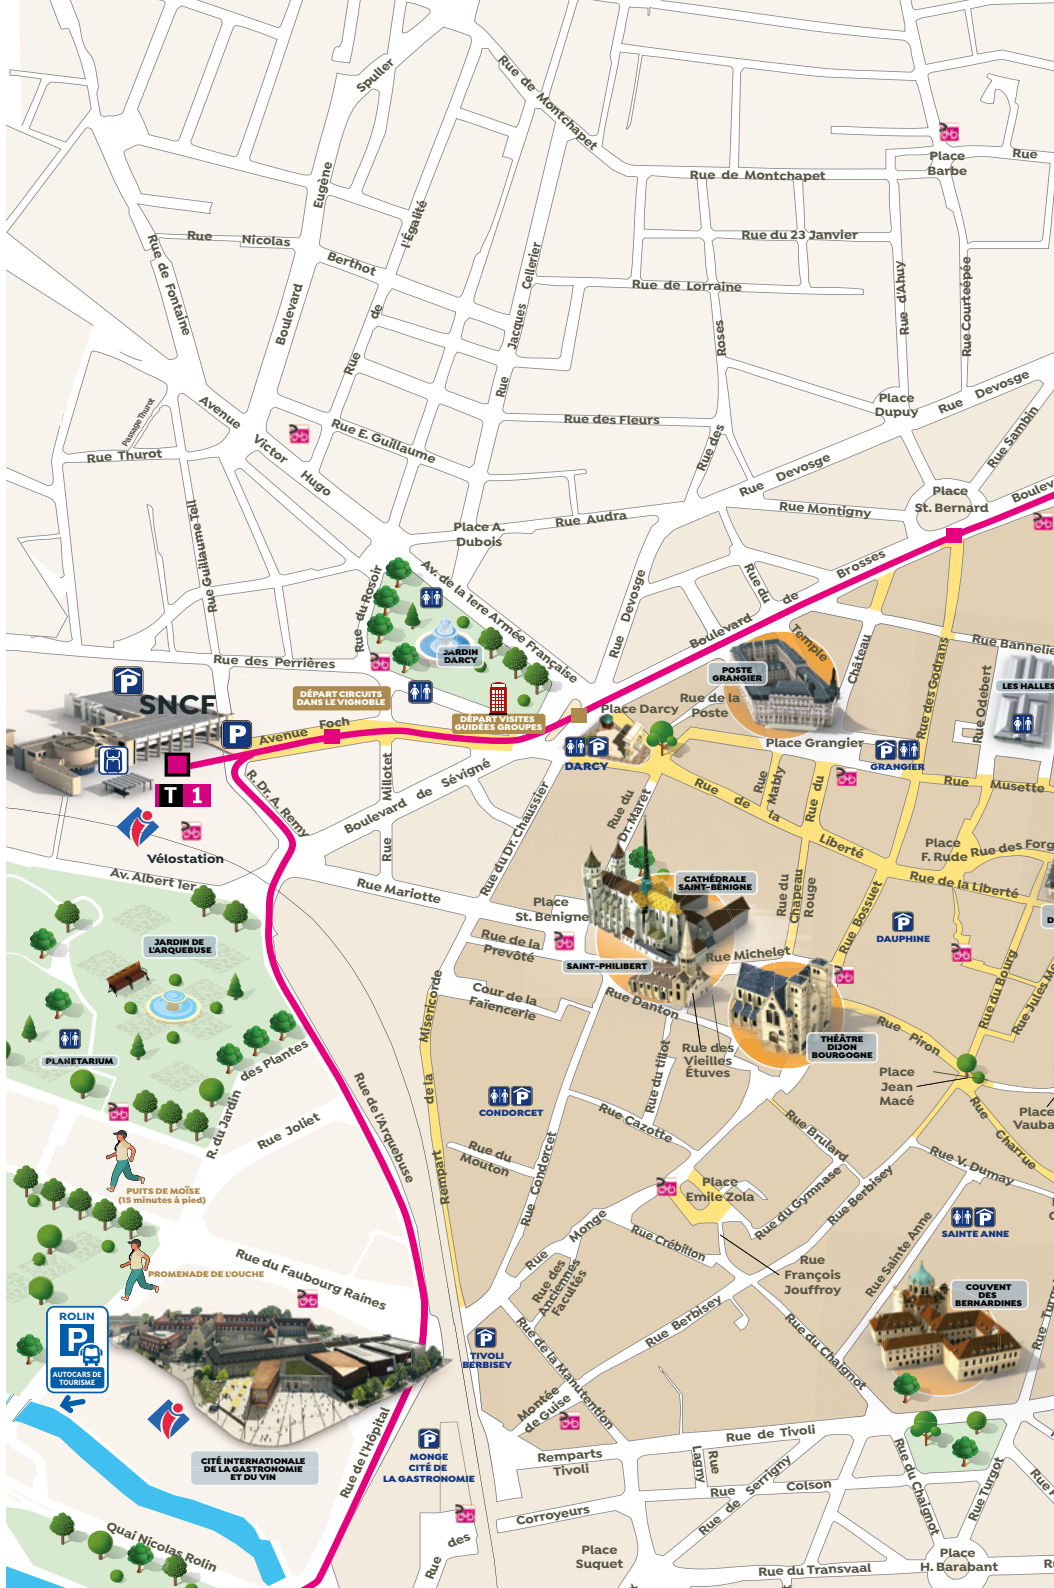 Spuller
Rue de Montchapet
Place
Barbe
Rue
Rue de Montchapet
Eugène
l'Égalité
Rue Nicolas
Berthot
Rue du 23 Janvier
Rue de Fontaine
Cellerier
Rue de Lorraine
Rue d'Ahuy
Rue Courteépée
Boulevard
de
Jacques
Roses
Rue
Rue
Place
Dupuy
Rue Devosge
Passage Thurot
Avenue
Victor
Hugo
Rue E. Guillaume
Rue des Fleurs
Rue des
Rue Sambin
Rue Thurot
Rue Devosge
Place
St. Bernard
Boulev
Rue Montigny
Rue Guillaume Tell
Place A.
Dubois
Rue Audra
Brosses
de
Boulevard
Rue du
Temple
Rue du Rosoir
Av. de la 1ere Armée Française
Rue Devosge
JARDIN
DARCY
Rue des Perrières
Château
Rue Bannelie
Rue des Godrans
Rue Odebert
LES HALLES
POSTE
GRANGIER
SNCF
DÉPART CIRCUITS
DANS LE VIGNOBLE
DÉPART VISITES
GUIDÉES GROUPES
Rue de la
Poste
Place Darcy
Avenue Foch
DARCY
Place Grangier
GRANGIER
T 1
R. Dr. A. Remy
Millotet
Rue
Boulevard de Sévigné
Rue du Dr. Chaussier
Rue du
Dr. Maret
Rue de la
Liberté
Rue
Mably
Rue du
Rue Musette
Vélostation
Place
F. Rude
Rue des Forg
Av. Albert 1er
Rue Mariotte
CATHÉDRALE
SAINT-BÉNIGNE
Rue du
Chapeau
Rouge
Rue Bossuet
Rue de la Liberté
Place
St. Benigne
DAUPHINE
D
JARDIN DE
L'ARQUEBUSE
Rue de la
Prevôté
SAINT-PHILIBERT
Rue Michelet
Rue du Bourg
Rue Jules M
Cour de la
Faïencerie
Rue Danton
Misericorde
de la
Rempart
Rue Piron
PLANETARIUM
THÉÂTRE
DIJON
BOURGOGNE
Rue des
Vieilles
Étuves
Place
Jean
Macé
R. du Jardin des Plantes
Rue de l'Arquebuse
CONDORCET
Rue du tillot
Rue Cazotte
Rue Brulard
Rue
Charrue
Place
Vauba
Rue Joliet
Rue du
Mouton
Rue Condorcet
Rue V. Dumay
PUITS DE MOÏSE
(15 minutes à pied)
Place
Emile Zola
Rue du Gymnase
Rue Berbisey
Rue Sainte Anne
SAINTE ANNE
Rue Monge
Rue Crébillon
Rue
François
Jouffroy
PROMENADE DE L'OUCHE
Rue du Faubourg Raines
Rue des
Anciennes
Facultés
COUVENT
DES
BERNARDINES
ROLIN
P
AUTOCARS DE
TOURISME
TIVOLI
BERBISEY
Rue Berbisey
Rue du Chaignot
Rue Turg
Rue de la Manutention
Montée
de Guise
CITÉ INTERNATIONALE
DE LA GASTRONOMIE
ET DU VIN
Rue de l'Hôpital
MONGE
CITÉ DE
LA GASTRONOMIE
Remparts
Tivoli
Rue de Tivoli
Rue
Lagny
Rue Colson
Rue de Serrigny
Rue du Chaignot
Rue Turgot
Corroyeurs
Quai Nicolas Rolin
Rue des
Place
Suquet
Rue du Transvaal
Place
H. Barabant